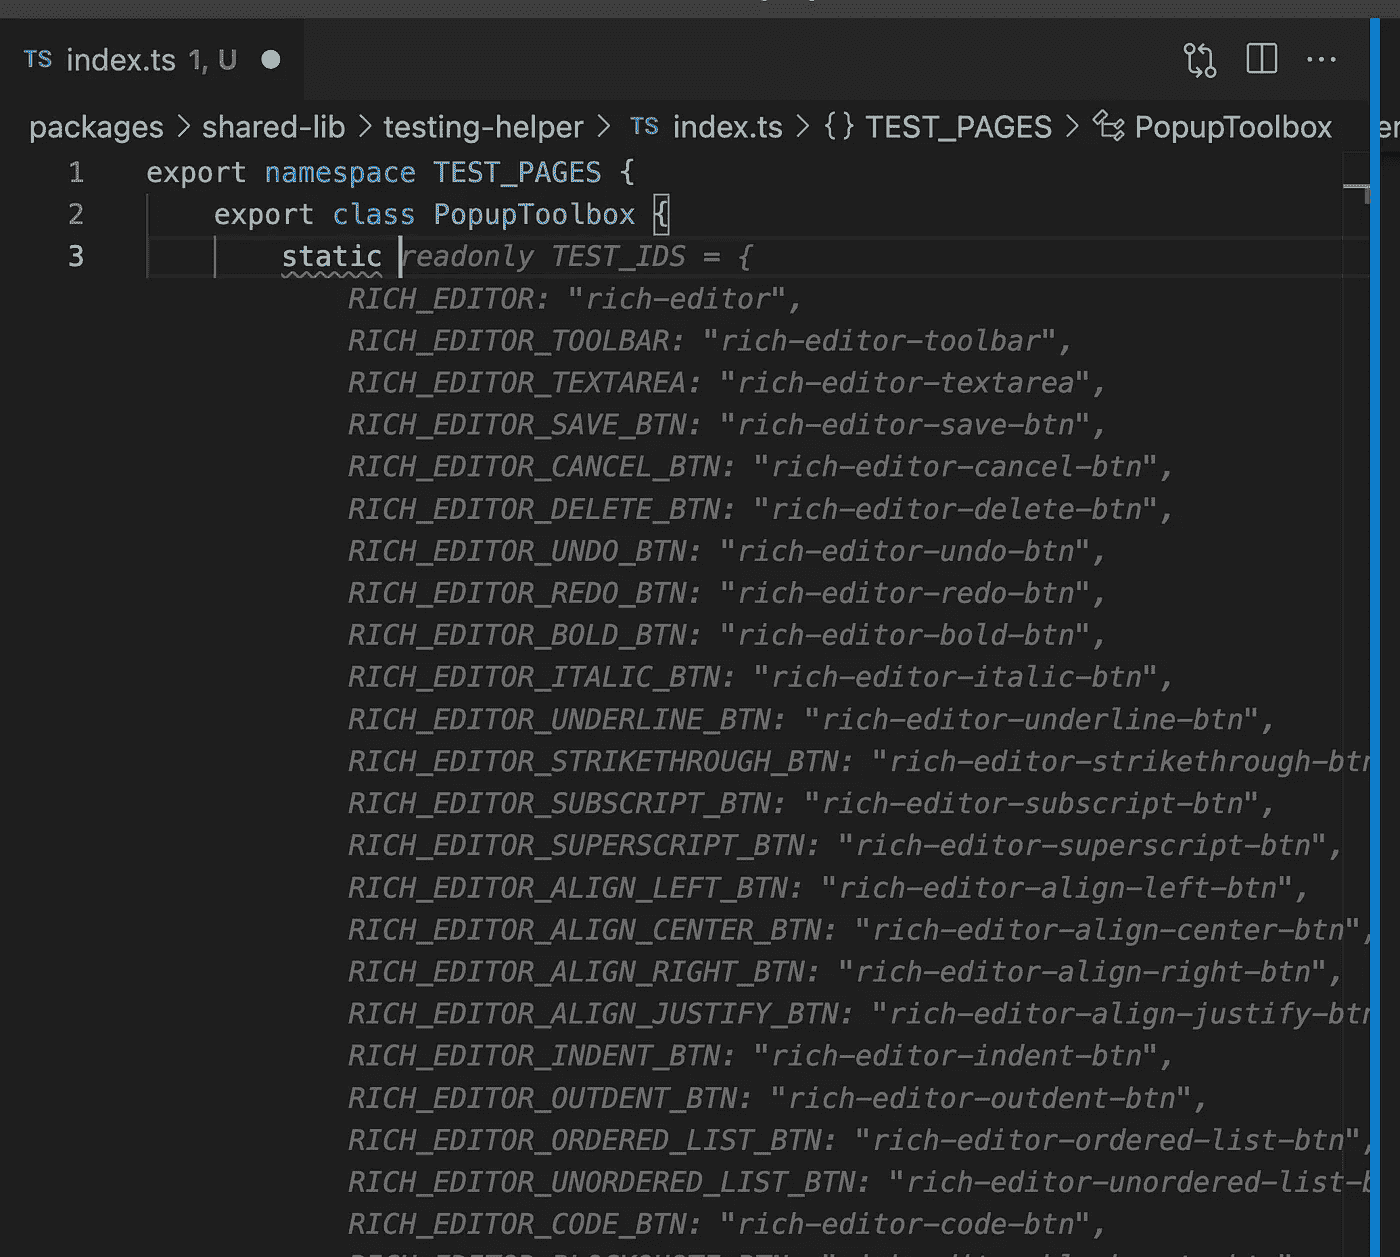 TS index.ts 1, U
packages > shared-lib > testing-helper > TS index.ts > {} TEST_PAGES > PopupToolbox
1 export namespace TEST_PAGES {
2 export class PopupToolbox {
3 static readonly TEST_IDS = {
RICH_EDITOR: "rich-editor",
RICH_EDITOR_TOOLBAR: "rich-editor-toolbar",
RICH_EDITOR_TEXTAREA: "rich-editor-textarea",
RICH_EDITOR_SAVE_BTN: "rich-editor-save-btn",
RICH_EDITOR_CANCEL_BTN: "rich-editor-cancel-btn",
RICH_EDITOR_DELETE_BTN: "rich-editor-delete-btn",
RICH_EDITOR_UNDO_BTN: "rich-editor-undo-btn",
RICH_EDITOR_REDO_BTN: "rich-editor-redo-btn",
RICH_EDITOR_BOLD_BTN: "rich-editor-bold-btn",
RICH_EDITOR_ITALIC_BTN: "rich-editor-italic-btn",
RICH_EDITOR_UNDERLINE_BTN: "rich-editor-underline-btn",
RICH_EDITOR_STRIKETHROUGH_BTN: "rich-editor-strikethrough-btn
RICH_EDITOR_SUBSCRIPT_BTN: "rich-editor-subscript-btn",
RICH_EDITOR_SUPERSCRIPT_BTN: "rich-editor-superscript-btn",
RICH_EDITOR_ALIGN_LEFT_BTN: "rich-editor-align-left-btn",
RICH_EDITOR_ALIGN_CENTER_BTN: "rich-editor-align-center-btn",
RICH_EDITOR_ALIGN_RIGHT_BTN: "rich-editor-align-right-btn",
RICH_EDITOR_ALIGN_JUSTIFY_BTN: "rich-editor-align-justify-btn
RICH_EDITOR_INDENT_BTN: "rich-editor-indent-btn",
RICH_EDITOR_OUTDENT_BTN: "rich-editor-outdent-btn",
RICH_EDITOR_ORDERED_LIST_BTN: "rich-editor-ordered-list-btn",
RICH_EDITOR_UNORDERED_LIST_BTN: "rich-editor-unordered-list-b
RICH_EDITOR_CODE_BTN: "rich-editor-code-btn",